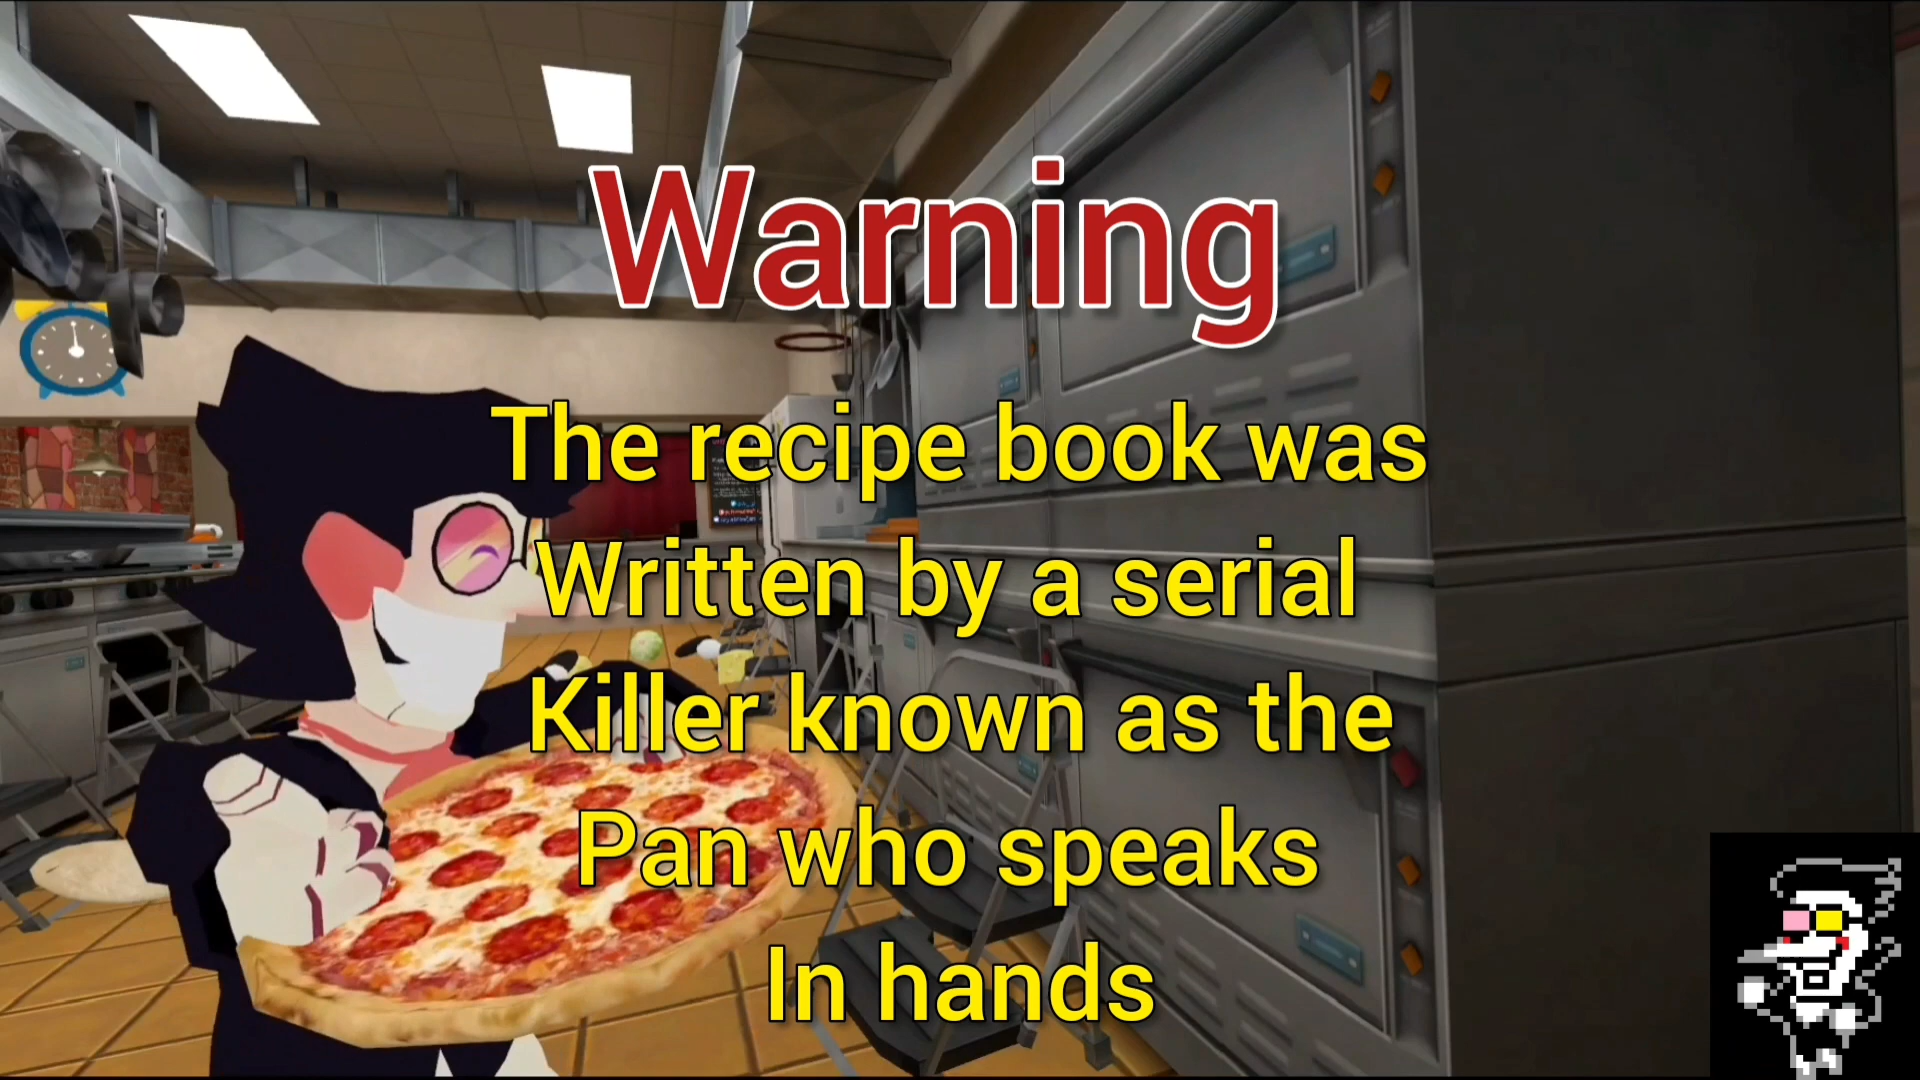 Warning
The recipe book was
Written by a serial
Killer known as the
Pan who speaks
In hands